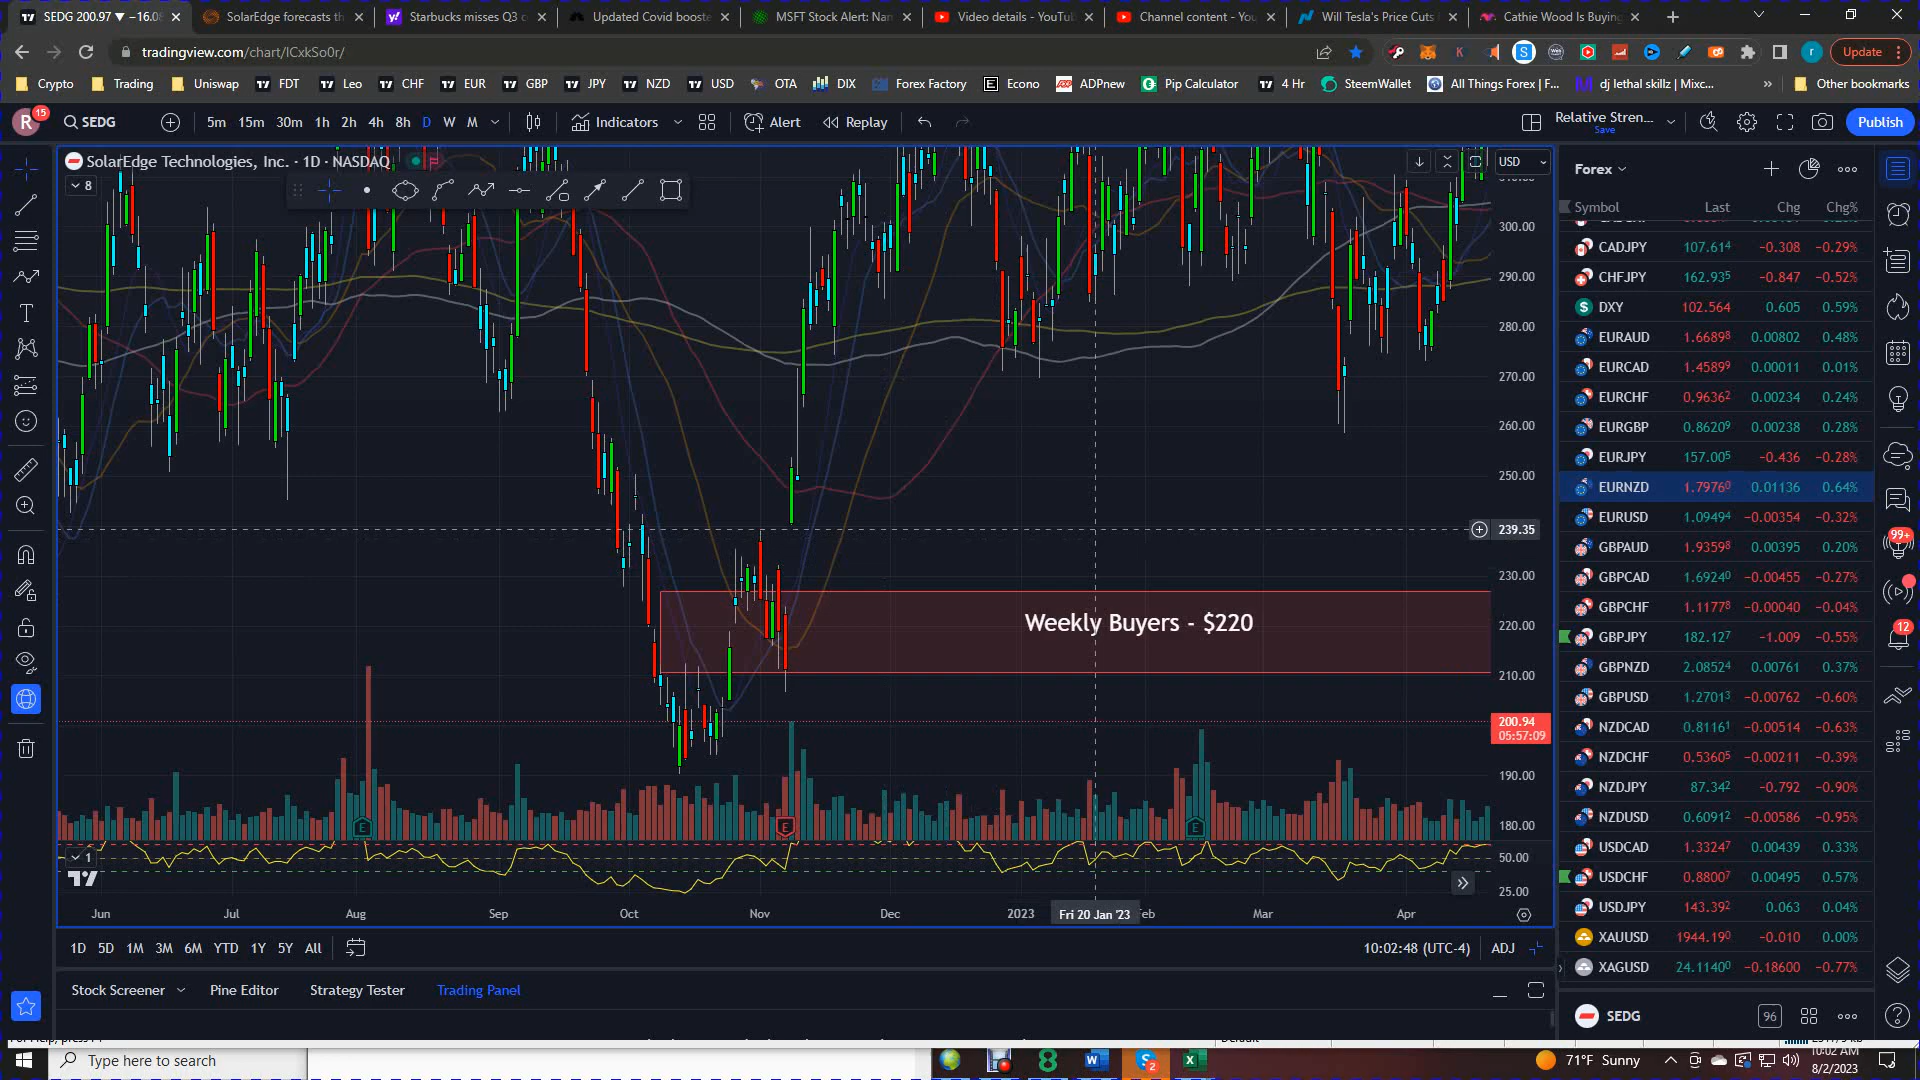 SEDG 200.97 ▼ −16.08
SolarEdge forecasts th
Starbucks misses Q3 c
Updated Covid booste
MSFT Stock Alert: Nan
Video details - YouTu
Channel content - You
Will Tesla's Price Cuts
Cathie Wood Is Buying
tradingview.com/chart/lCxkSo0r/
Update
Crypto
Trading
Uniswap
FDT
Leo
CHF
EUR
GBP
JPY
NZD
USD
OTA
DIX
Forex Factory
Econo
ADPnew
Pip Calculator
4 Hr
SteemWallet
All Things Forex | F...
dj lethal skillz | Mixc...
Other bookmarks
R 15
SEDG
5m 15m 30m 1h 2h 4h 8h D W M
Indicators
Alert
Replay
Relative Stren...
Save
Publish
SolarEdge Technologies, Inc. · 1D · NASDAQ
8
USD
300.00
290.00
280.00
270.00
260.00
250.00
239.35
230.00
220.00
210.00
200.94
05:57:09
190.00
180.00
50.00
25.00
Weekly Buyers - $220
E
E
E
1
Jun Jul Aug Sep Oct Nov Dec 2023 Fri 20 Jan '23 Feb Mar Apr
1D 5D 1M 3M 6M YTD 1Y 5Y All
10:02:48 (UTC-4) ADJ
Stock Screener
Pine Editor
Strategy Tester
Trading Panel
Forex
Symbol Last Chg Chg%
CADJPY 107.614 −0.308 −0.29%
CHFJPY 162.935 −0.847 −0.52%
DXY 102.564 0.605 0.59%
EURAUD 1.66898 0.00802 0.48%
EURCAD 1.45899 0.00011 0.01%
EURCHF 0.96362 0.00234 0.24%
EURGBP 0.86209 0.00238 0.28%
EURJPY 157.005 −0.436 −0.28%
EURNZD 1.79760 0.01136 0.64%
EURUSD 1.09494 −0.00354 −0.32%
GBPAUD 1.93598 0.00395 0.20%
GBPCAD 1.69240 −0.00455 −0.27%
GBPCHF 1.11778 −0.00040 −0.04%
GBPJPY 182.127 −1.009 −0.55%
GBPNZD 2.08524 0.00761 0.37%
GBPUSD 1.27013 −0.00762 −0.60%
NZDCAD 0.81161 −0.00514 −0.63%
NZDCHF 0.53605 −0.00211 −0.39%
NZDJPY 87.342 −0.792 −0.90%
NZDUSD 0.60912 −0.00586 −0.95%
USDCAD 1.33247 0.00439 0.33%
USDCHF 0.88007 0.00495 0.57%
USDJPY 143.392 0.063 0.04%
XAUUSD 1944.190 −0.010 0.00%
XAGUSD 24.11400 −0.18600 −0.77%
SEDG
96
99+
12
Type here to search
2
71°F Sunny
10:02 AM
8/2/2023